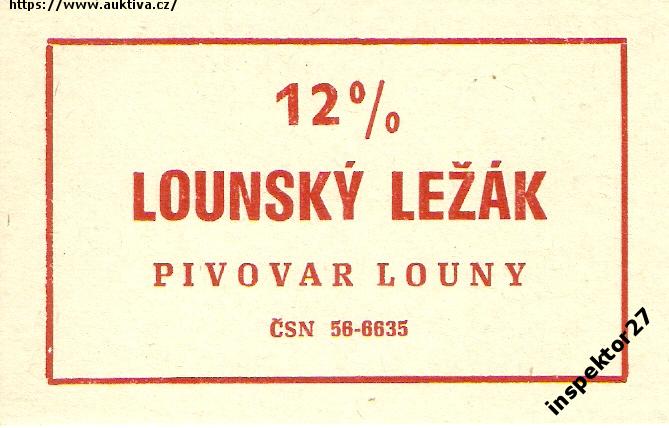 https://www.auktiva.cz/
12%
LOUNSKÝ LEŽÁK
PIVOVAR LOUNY
ČSN 56-6635
inspektor27